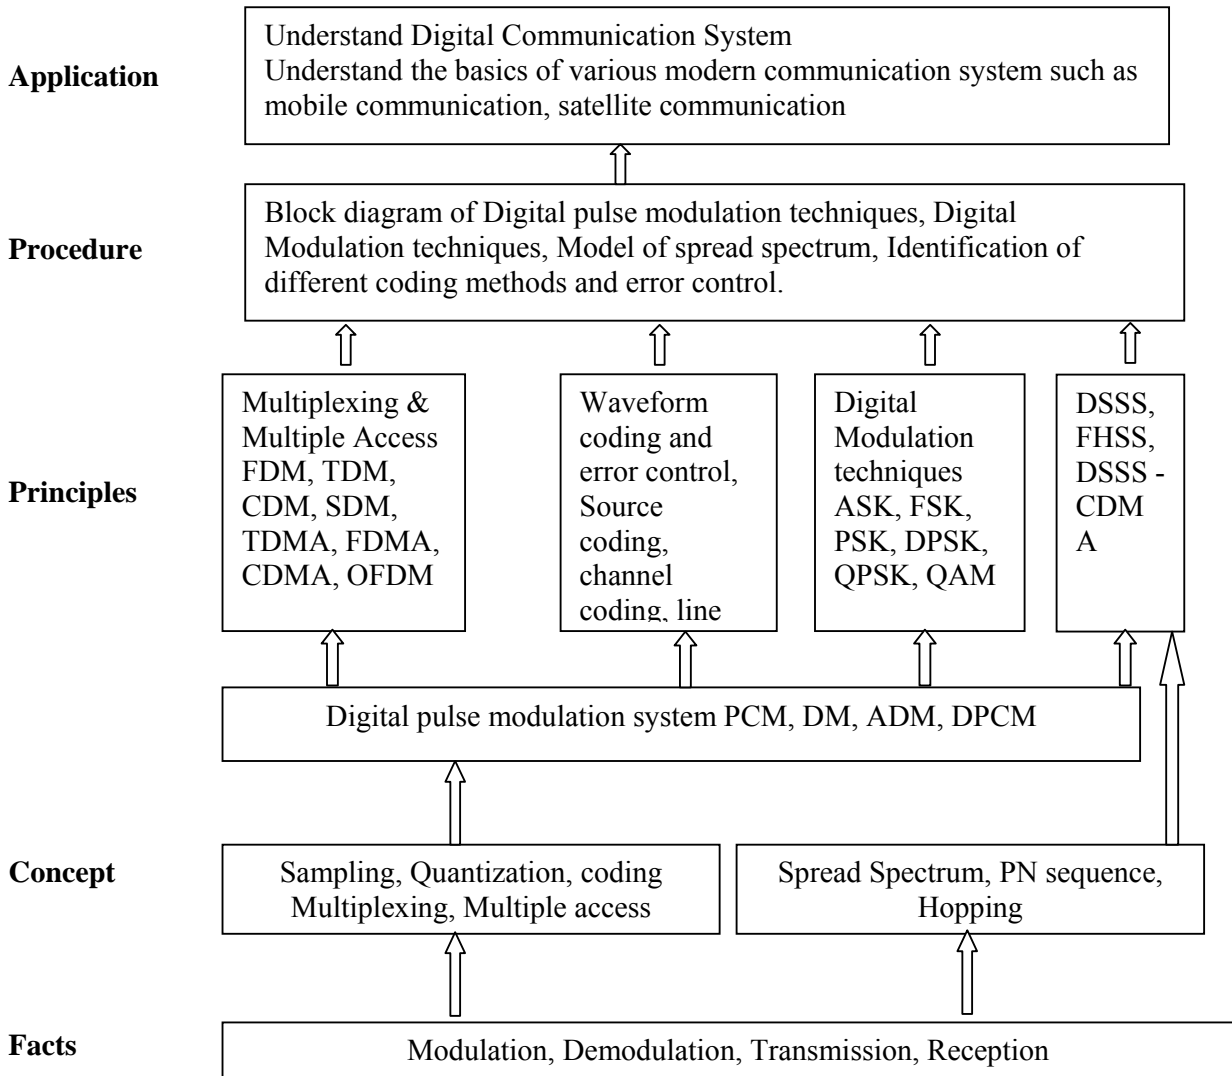 Application
Understand Digital Communication System
Understand the basics of various modern communication system such as
mobile communication, satellite communication
Procedure
Block diagram of Digital pulse modulation techniques, Digital
Modulation techniques, Model of spread spectrum, Identification of
different coding methods and error control.
Principles
Multiplexing &
Multiple Access
FDM, TDM,
CDM, SDM,
TDMA, FDMA,
CDMA, OFDM
Waveform
coding and
error control,
Source
coding,
channel
coding, line
Digital
Modulation
techniques
ASK, FSK,
PSK, DPSK,
QPSK, QAM
DSSS,
FHSS,
DSSS -
CDM
A
Digital pulse modulation system PCM, DM, ADM, DPCM
Concept
Sampling, Quantization, coding
Multiplexing, Multiple access
Spread Spectrum, PN sequence,
Hopping
Facts
Modulation, Demodulation, Transmission, Reception